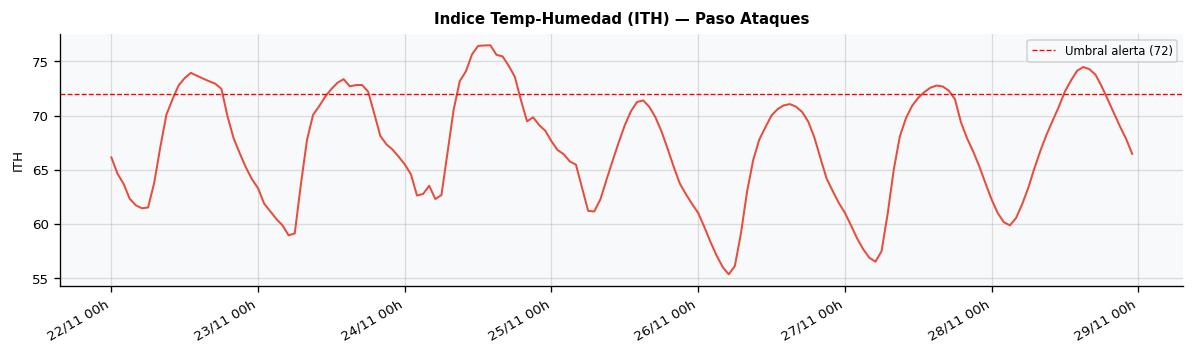 Indice Temp-Humedad (ITH) — Paso Ataques
Umbral alerta (72)
ITH
75
70
65
60
55
22/11 00h
23/11 00h
24/11 00h
25/11 00h
26/11 00h
27/11 00h
28/11 00h
29/11 00h